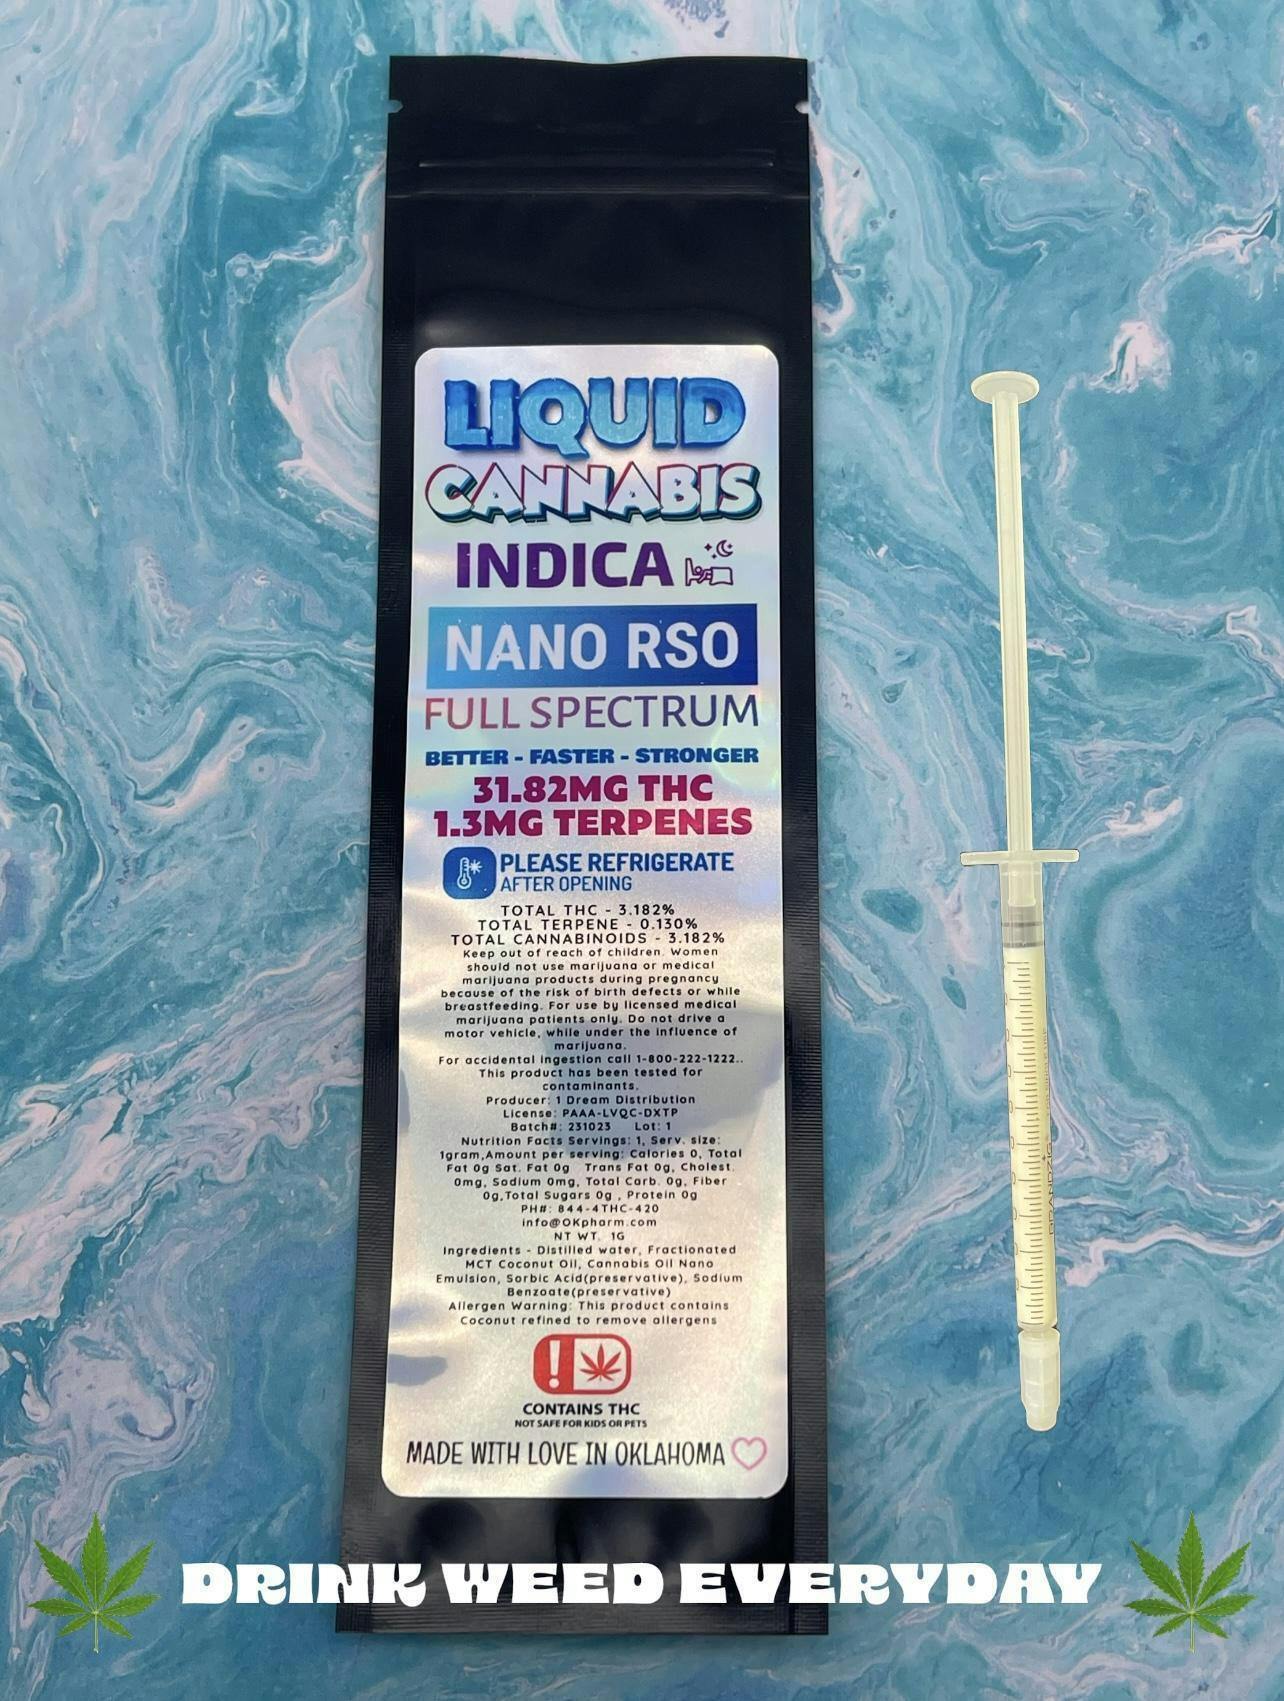 LIQUID
CANNABIS
INDICA
NANO RSO
FULL SPECTRUM
BETTER - FASTER - STRONGER
31.82MG THC
1.3MG TERPENES
PLEASE REFRIGERATE
AFTER OPENING
TOTAL THC - 3.182%
TOTAL TERPENE - 0.130%
TOTAL CANNABINOIDS - 3.182%
Keep out of reach of children. Women
should not use marijuana or medical
marijuana products during pregnancy
because of the risk of birth defects or while
breastfeeding. For use by licensed medical
marijuana patients only. Do not drive a
motor vehicle, while under the influence of
marijuana.
For accidental ingestion call 1-800-222-1222..
This product has been tested for
contaminants.
Producer: 1 Dream Distribution
License: PAAA-LVQC-DXTP
Batch#: 231023 Lot: 1
Nutrition Facts Servings: 1, Serv. size:
1gram,Amount per serving: Calories 0, Total
Fat 0g Sat. Fat 0g Trans Fat 0g, Cholest.
0mg, Sodium 0mg, Total Carb. 0g, Fiber
0g,Total Sugars 0g , Protein 0g
PH#: 844-4THC-420
info@OKpharm.com
NT WT. 1G
Ingredients - Distilled water, Fractionated
MCT Coconut Oil, Cannabis Oil Nano
Emulsion, Sorbic Acid(preservative), Sodium
Benzoate(preservative)
Allergen Warning: This product contains
Coconut refined to remove allergens
CONTAINS THC
NOT SAFE FOR KIDS OR PETS
MADE WITH LOVE IN OKLAHOMA
DRINK WEED EVERYDAY